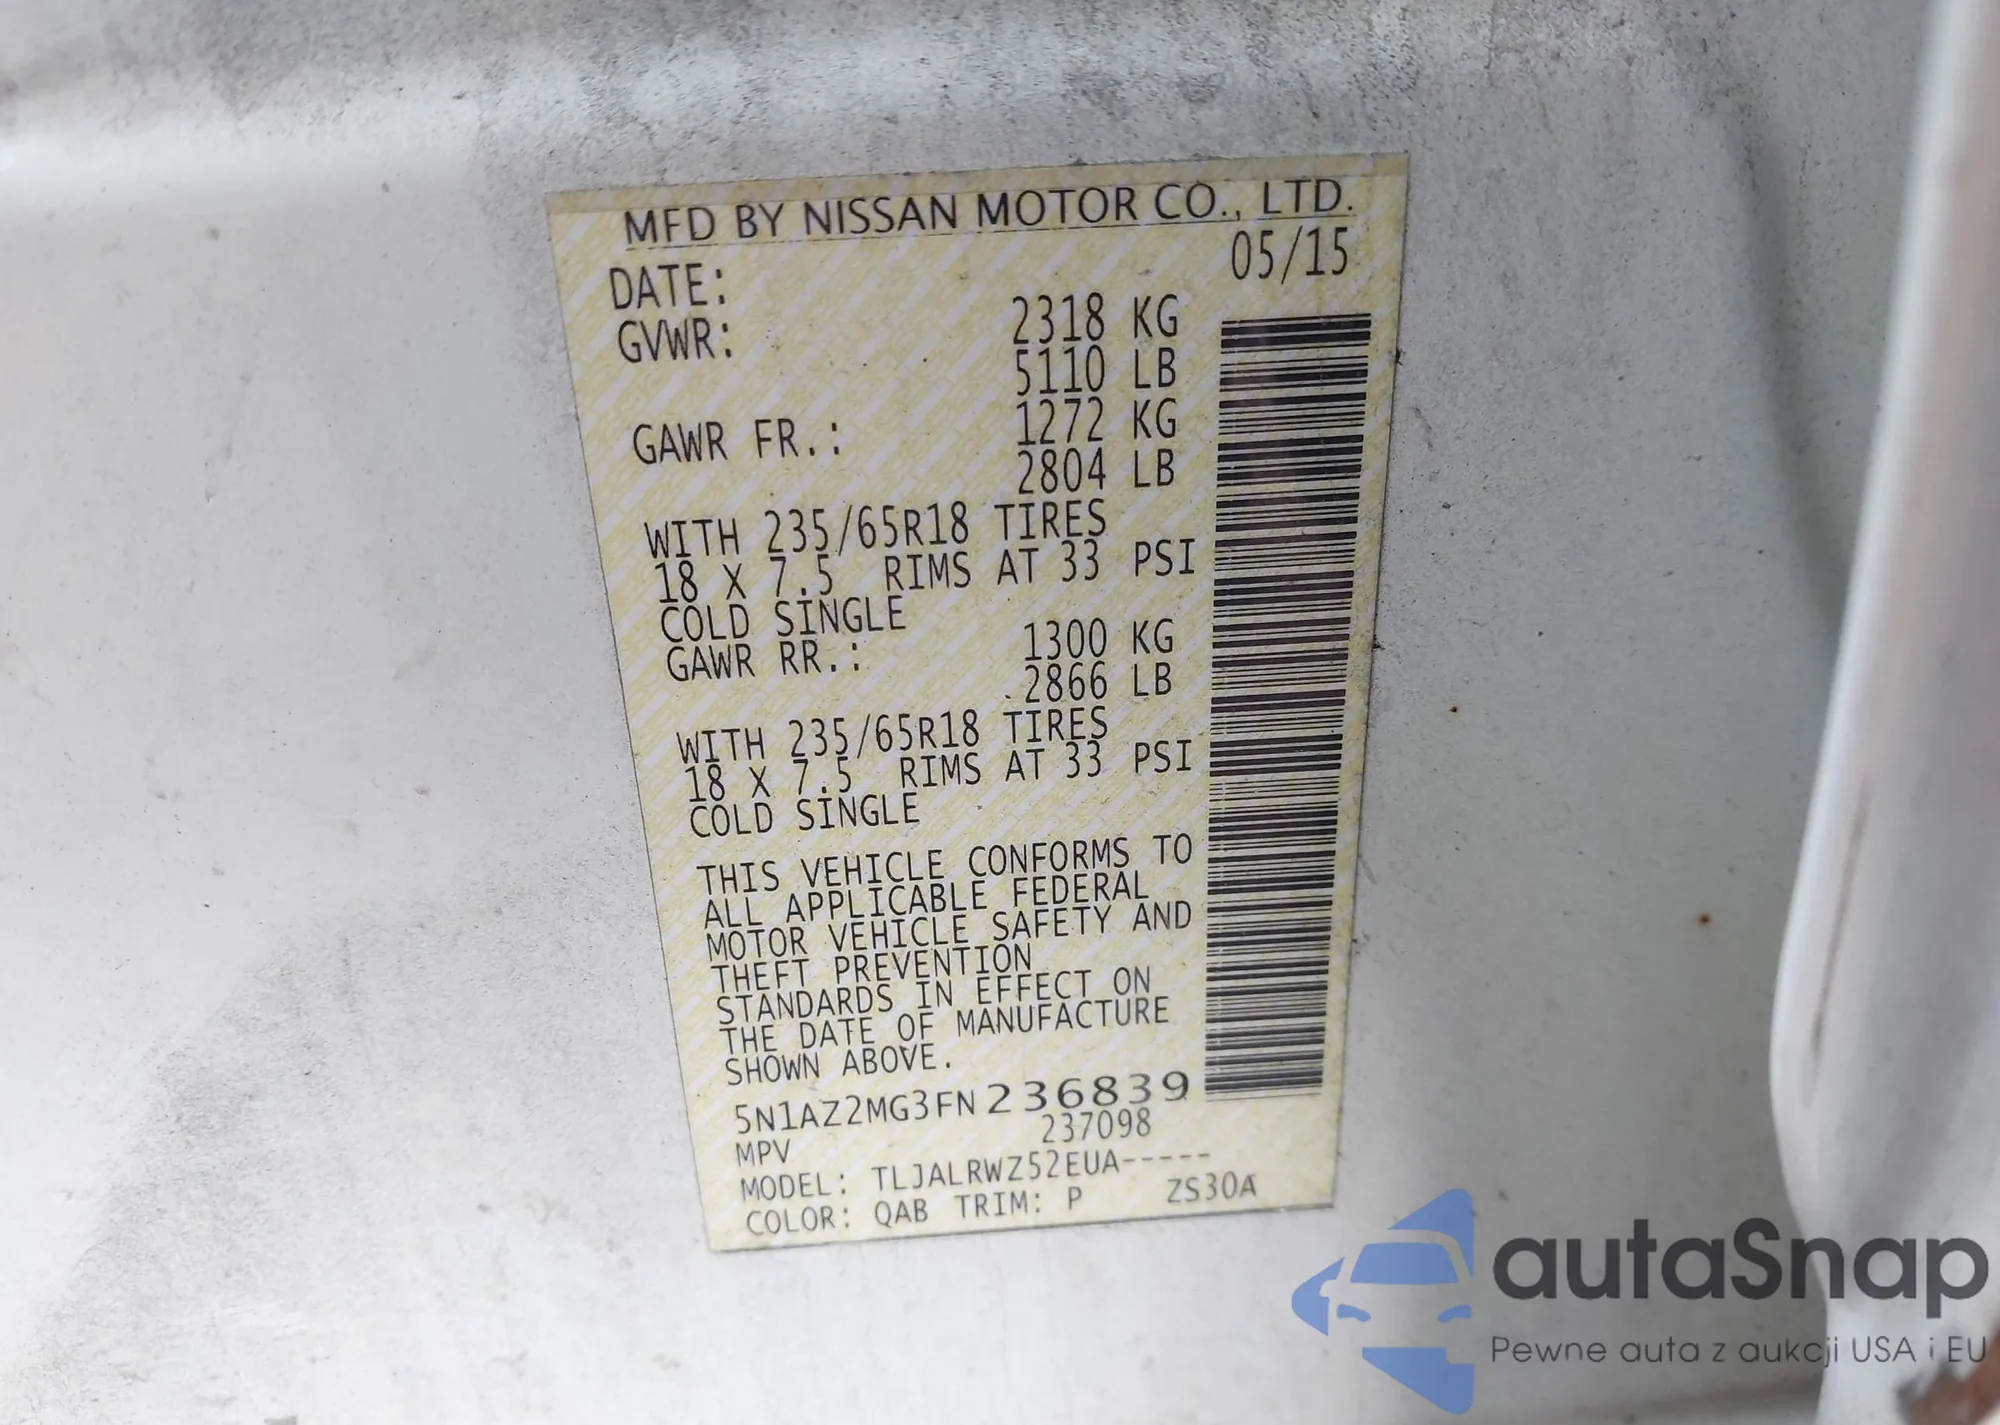 MFD BY NISSAN MOTOR CO., LTD.
DATE: 05/15
GVWR: 2318 KG
5110 LB
GAWR FR.: 1272 KG
2804 LB
WITH 235/65R18 TIRES
18 X 7.5 RIMS AT 33 PSI
COLD SINGLE
GAWR RR.: 1300 KG
2866 LB
WITH 235/65R18 TIRES
18 X 7.5 RIMS AT 33 PSI
COLD SINGLE
THIS VEHICLE CONFORMS TO
ALL APPLICABLE FEDERAL
MOTOR VEHICLE SAFETY AND
THEFT PREVENTION
STANDARDS IN EFFECT ON
THE DATE OF MANUFACTURE
SHOWN ABOVE.
5N1AZ2MG3FN236839
MPV 237098
MODEL: TLJALRWZ52EUA-----
COLOR: QAB TRIM: P ZS30A
autaSnap
Pewne auta z aukcji USA i EU